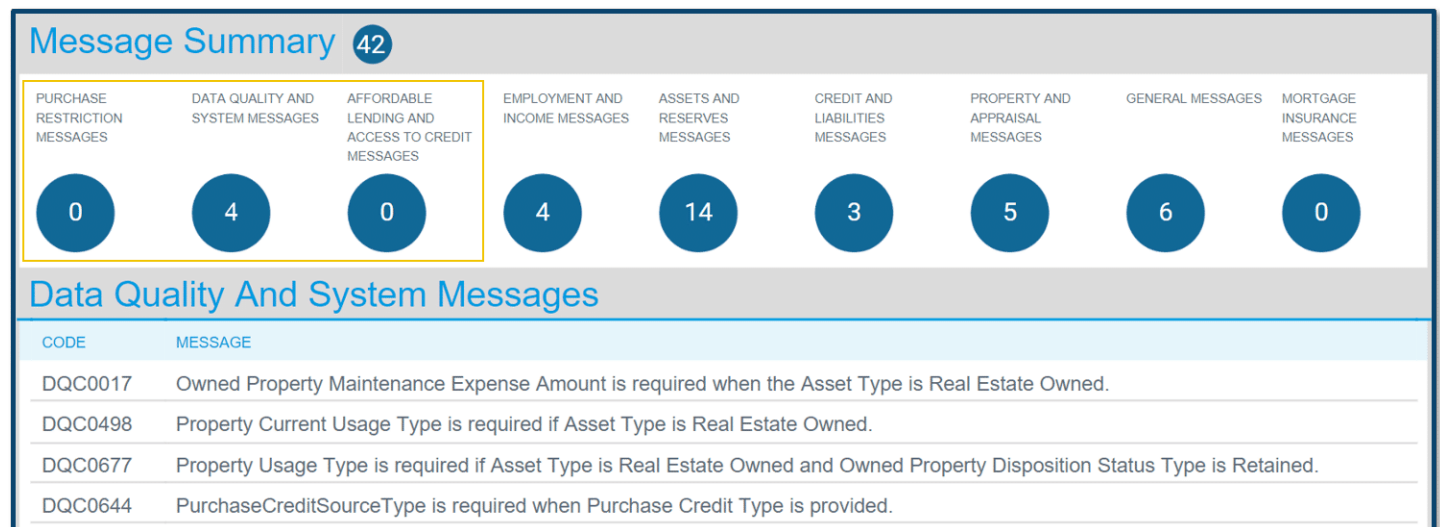 Message Summary 42
PURCHASE
RESTRICTION
MESSAGES
0
DATA QUALITY AND
SYSTEM MESSAGES
4
AFFORDABLE
LENDING AND
ACCESS TO CREDIT
MESSAGES
0
EMPLOYMENT AND
INCOME MESSAGES
4
ASSETS AND
RESERVES
MESSAGES
14
CREDIT AND
LIABILITIES
MESSAGES
3
PROPERTY AND
APPRAISAL
MESSAGES
5
GENERAL MESSAGES
6
MORTGAGE
INSURANCE
MESSAGES
0
Data Quality And System Messages
CODE MESSAGE
DQC0017 Owned Property Maintenance Expense Amount is required when the Asset Type is Real Estate Owned.
DQC0498 Property Current Usage Type is required if Asset Type is Real Estate Owned.
DQC0677 Property Usage Type is required if Asset Type is Real Estate Owned and Owned Property Disposition Status Type is Retained.
DQC0644 PurchaseCreditSourceType is required when Purchase Credit Type is provided.